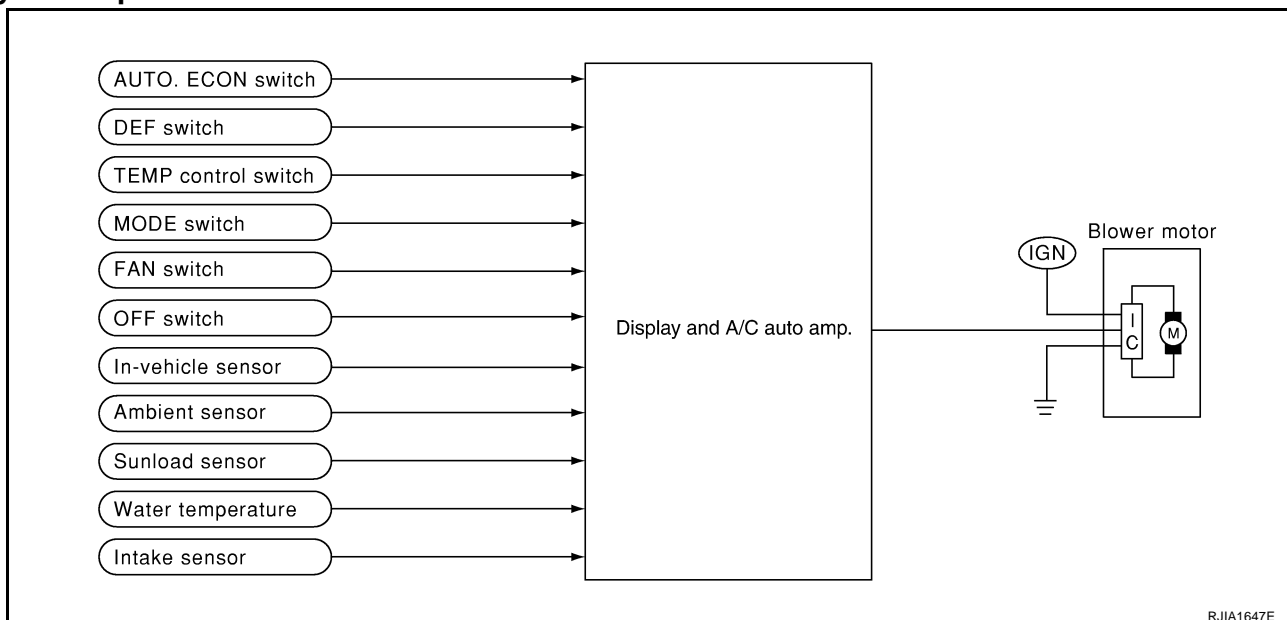 AUTO. ECON switch
DEF switch
TEMP control switch
MODE switch
FAN switch
OFF switch
In-vehicle sensor
Ambient sensor
Sunload sensor
Water temperature
Intake sensor
Display and A/C auto amp.
IGN
Blower motor
I
C
M
RJIA1647E